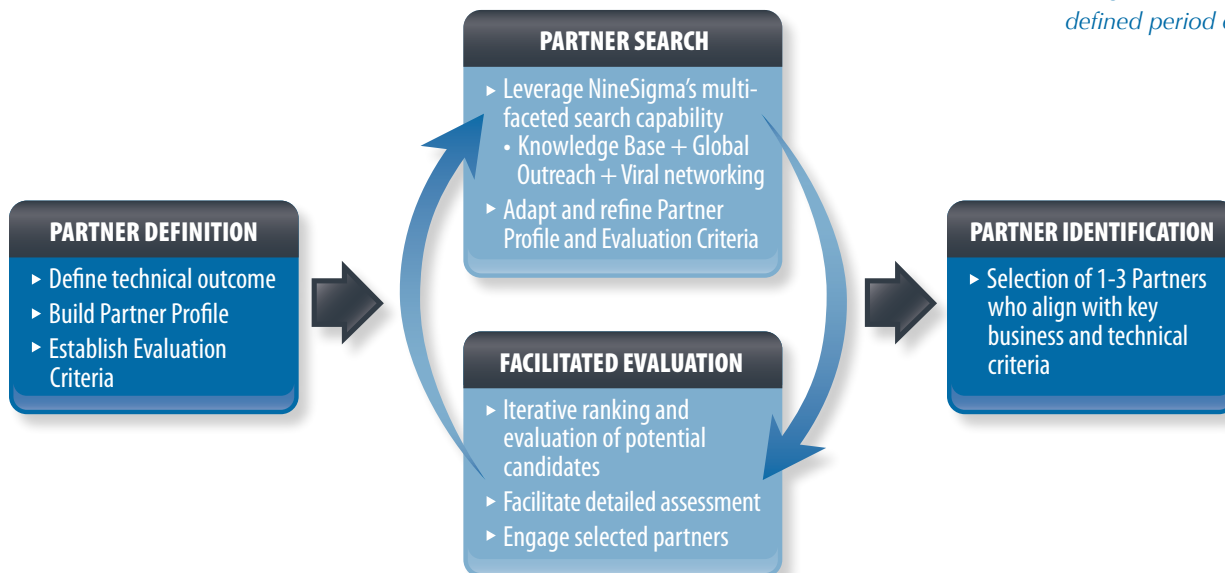 defined period
PARTNER SEARCH
▸ Leverage NineSigma's multi-
faceted search capability
• Knowledge Base + Global
Outreach + Viral networking
▸ Adapt and refine Partner
Profile and Evaluation Criteria
PARTNER DEFINITION
▸ Define technical outcome
▸ Build Partner Profile
▸ Establish Evaluation
Criteria
FACILITATED EVALUATION
▸ Iterative ranking and
evaluation of potential
candidates
▸ Facilitate detailed assessment
▸ Engage selected partners
PARTNER IDENTIFICATION
▸ Selection of 1-3 Partners
who align with key
business and technical
criteria